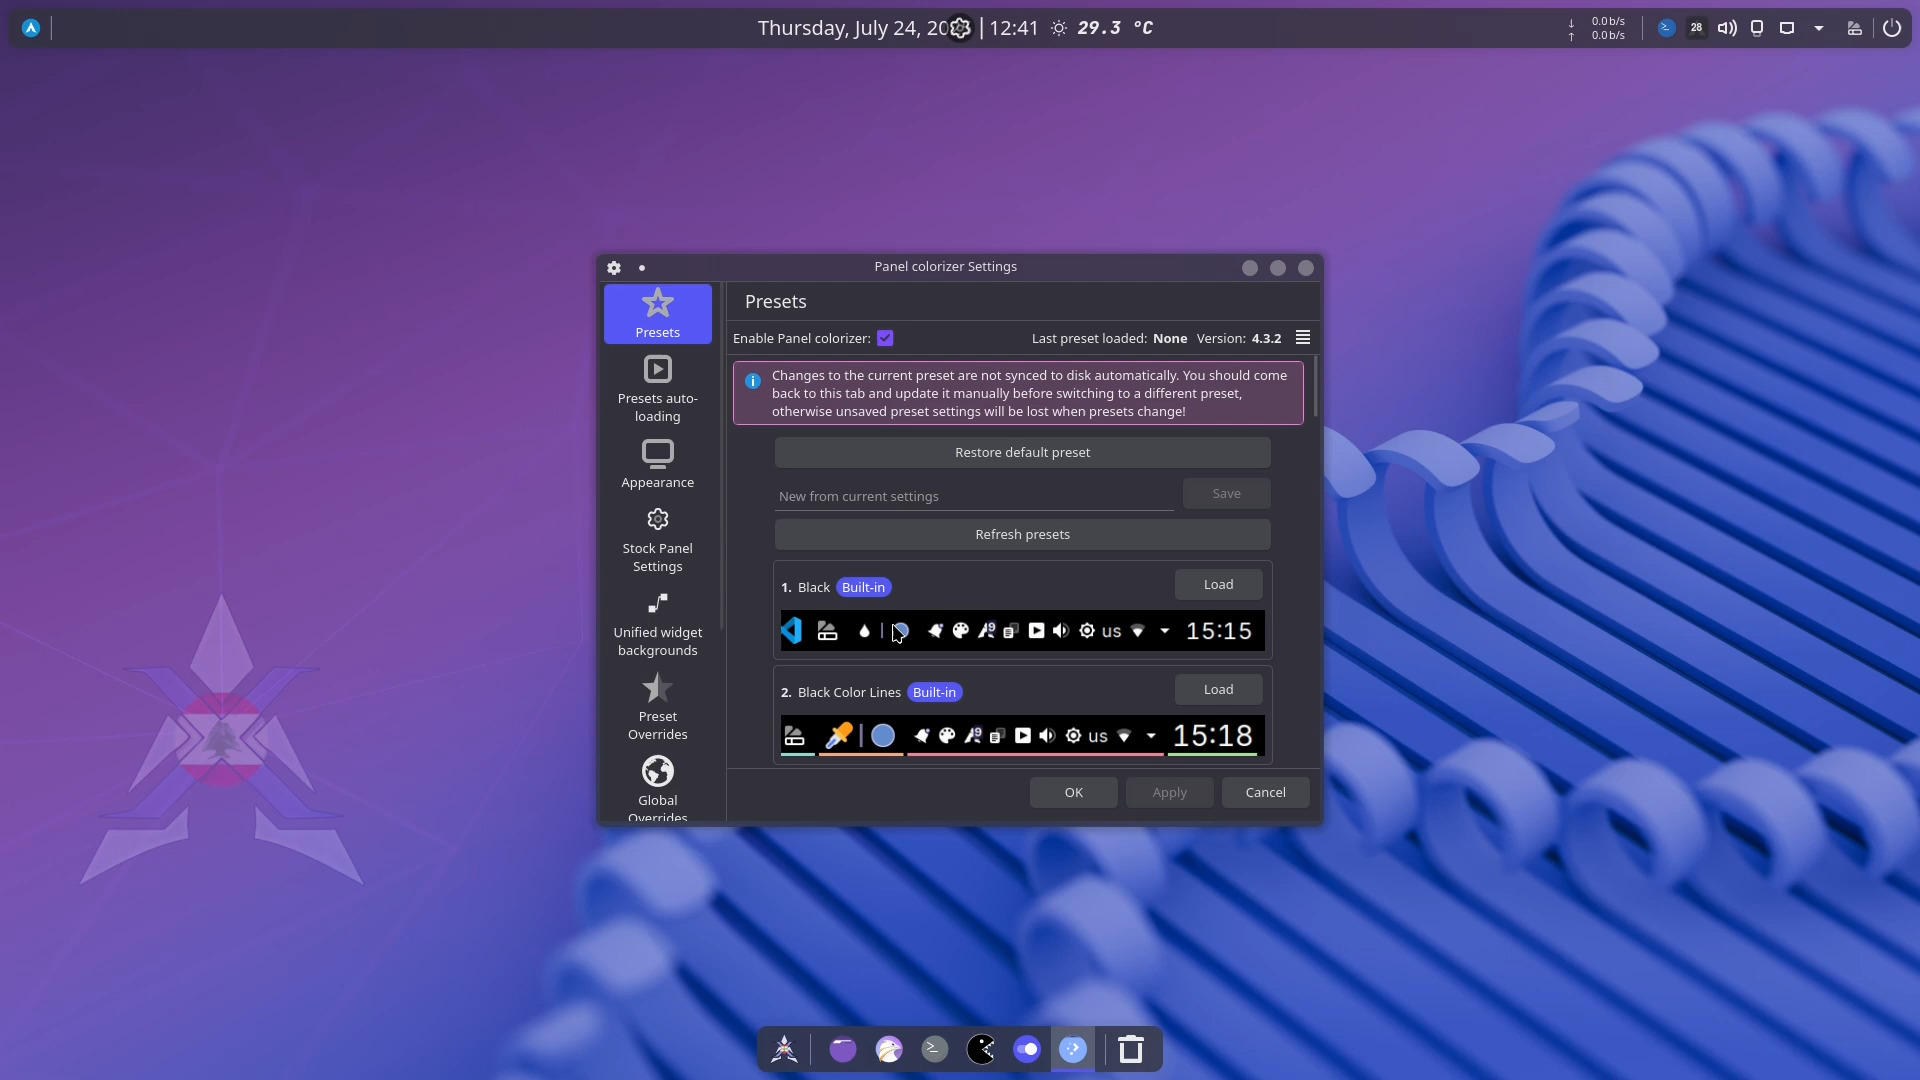 Thursday, July 24, 20
12:41
29.3 °C
↓ 0.0 b/s
↑ 0.0 b/s
28
Panel colorizer Settings
Presets
Presets auto-
loading
Appearance
Stock Panel
Settings
Unified widget
backgrounds
Preset
Overrides
Global
Overrides
Presets
Enable Panel colorizer:
Last preset loaded: None Version: 4.3.2
Changes to the current preset are not synced to disk automatically. You should come
back to this tab and update it manually before switching to a different preset,
otherwise unsaved preset settings will be lost when presets change!
Restore default preset
New from current settings
Save
Refresh presets
1. Black Built-in
Load
9
us
15:15
2. Black Color Lines Built-in
Load
9
us
15:18
OK
Apply
Cancel